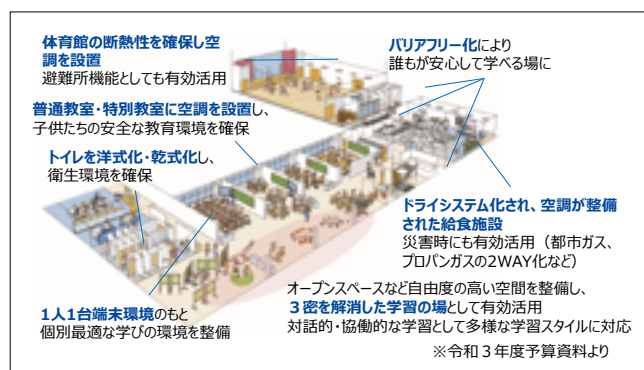 体育館の断熱性を確保し空
調を設置
避難所機能としても有効活用
バリアフリー化により
誰もが安心して学べる場に
普通教室・特別教室に空調を設置し、
子供たちの安全な教育環境を確保
トイレを洋式化・乾式化し、
衛生環境を確保
ドライシステム化され、空調が整備
された給食施設
災害時にも有効活用（都市ガス、
プロパンガスの2WAY化など）
オープンスペースなど自由度の高い空間を整備し、
３密を解消した学習の場として有効活用
対話的・協働的な学習として多様な学習スタイルに対応
1人1台端末環境のもと
個別最適な学びの環境を整備
※令和３年度予算資料より